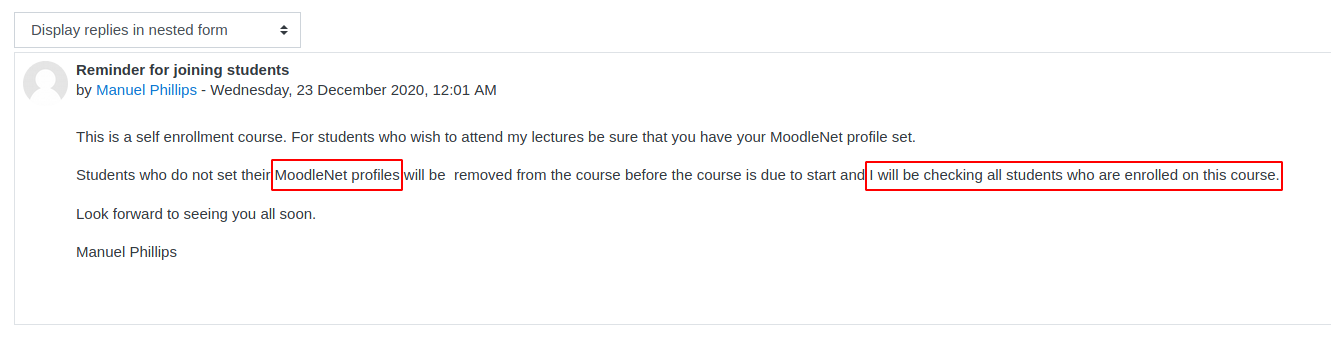 Display replies in nested form
Reminder for joining students
by Manuel Phillips - Wednesday, 23 December 2020, 12:01 AM
This is a self enrollment course. For students who wish to attend my lectures be sure that you have your MoodleNet profile set.
Students who do not set their MoodleNet profiles will be  removed from the course before the course is due to start and I will be checking all students who are enrolled on this course.
Look forward to seeing you all soon.
Manuel Phillips